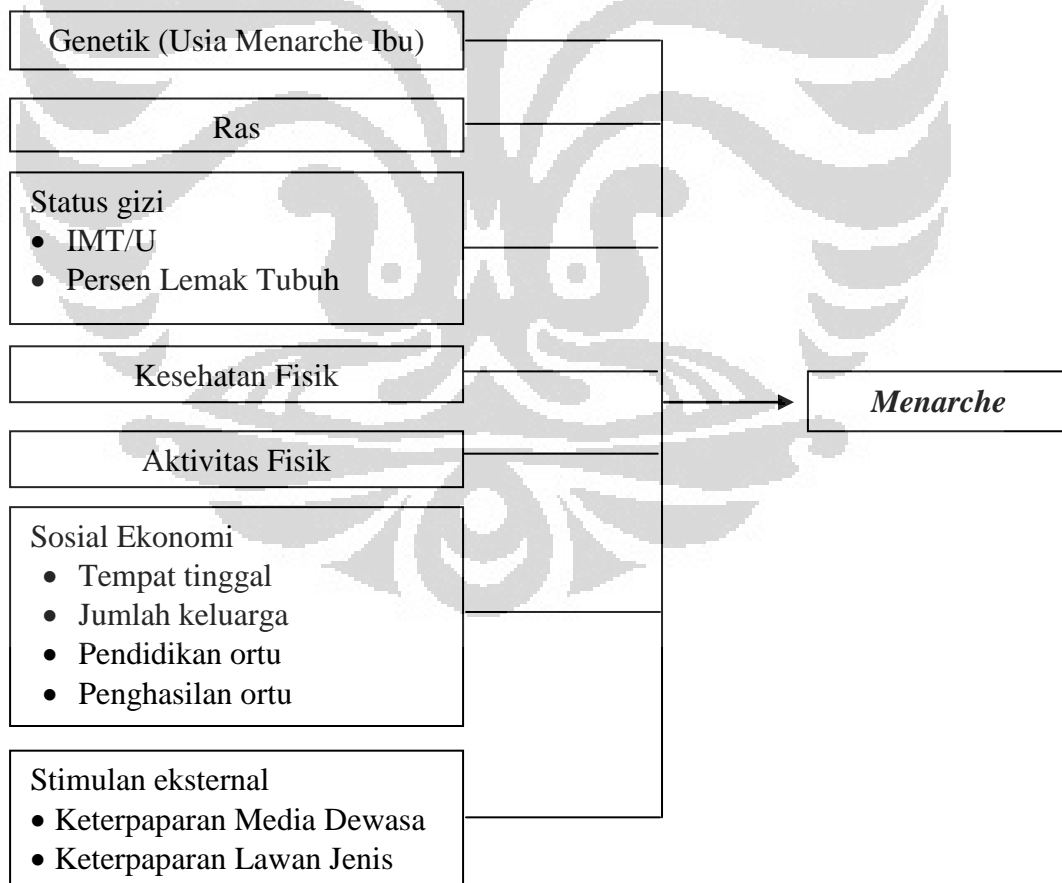 Genetik (Usia Menarche Ibu)
Ras
Status gizi
• IMT/U
• Persen Lemak Tubuh
Kesehatan Fisik
Aktivitas Fisik
Sosial Ekonomi
• Tempat tinggal
• Jumlah keluarga
• Pendidikan ortu
• Penghasilan ortu
Stimulan eksternal
• Keterpaparan Media Dewasa
• Keterpaparan Lawan Jenis
Menarche